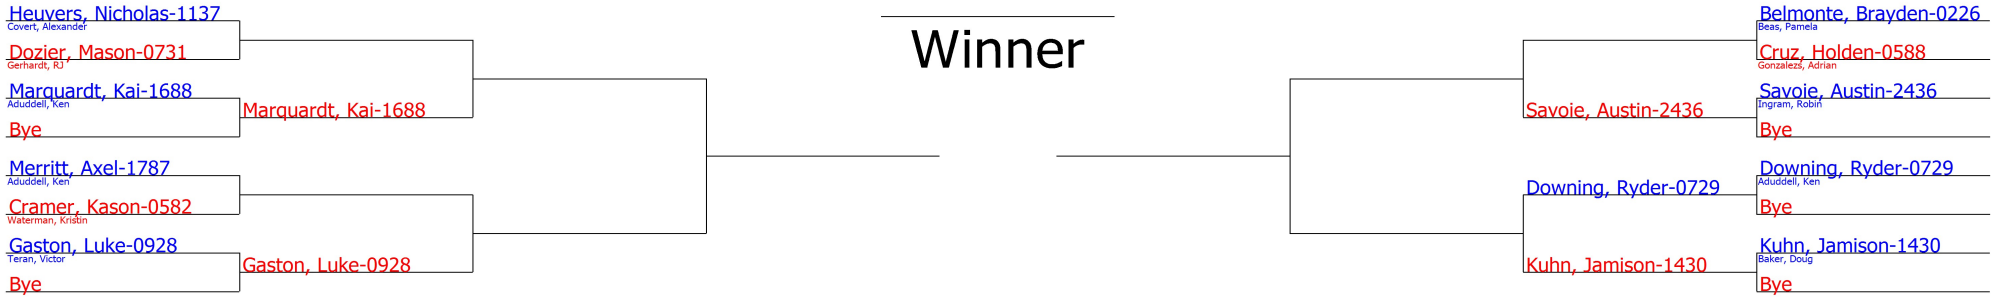 Heuvers, Nicholas-1137
Covert, Alexander
Dozier, Mason-0731
Gerhardt, RJ
Marquardt, Kai-1688
Aduddell, Ken
Bye
Merritt, Axel-1787
Aduddell, Ken
Cramer, Kason-0582
Waterman, Kristin
Gaston, Luke-0928
Teran, Victor
Bye
Marquardt, Kai-1688
Gaston, Luke-0928
Winner
Savoie, Austin-2436
Downing, Ryder-0729
Kuhn, Jamison-1430
Belmonte, Brayden-0226
Beas, Pamela
Cruz, Holden-0588
Gonzalezs, Adrian
Savoie, Austin-2436
Ingram, Robin
Bye
Downing, Ryder-0729
Aduddell, Ken
Bye
Kuhn, Jamison-1430
Baker, Doug
Bye